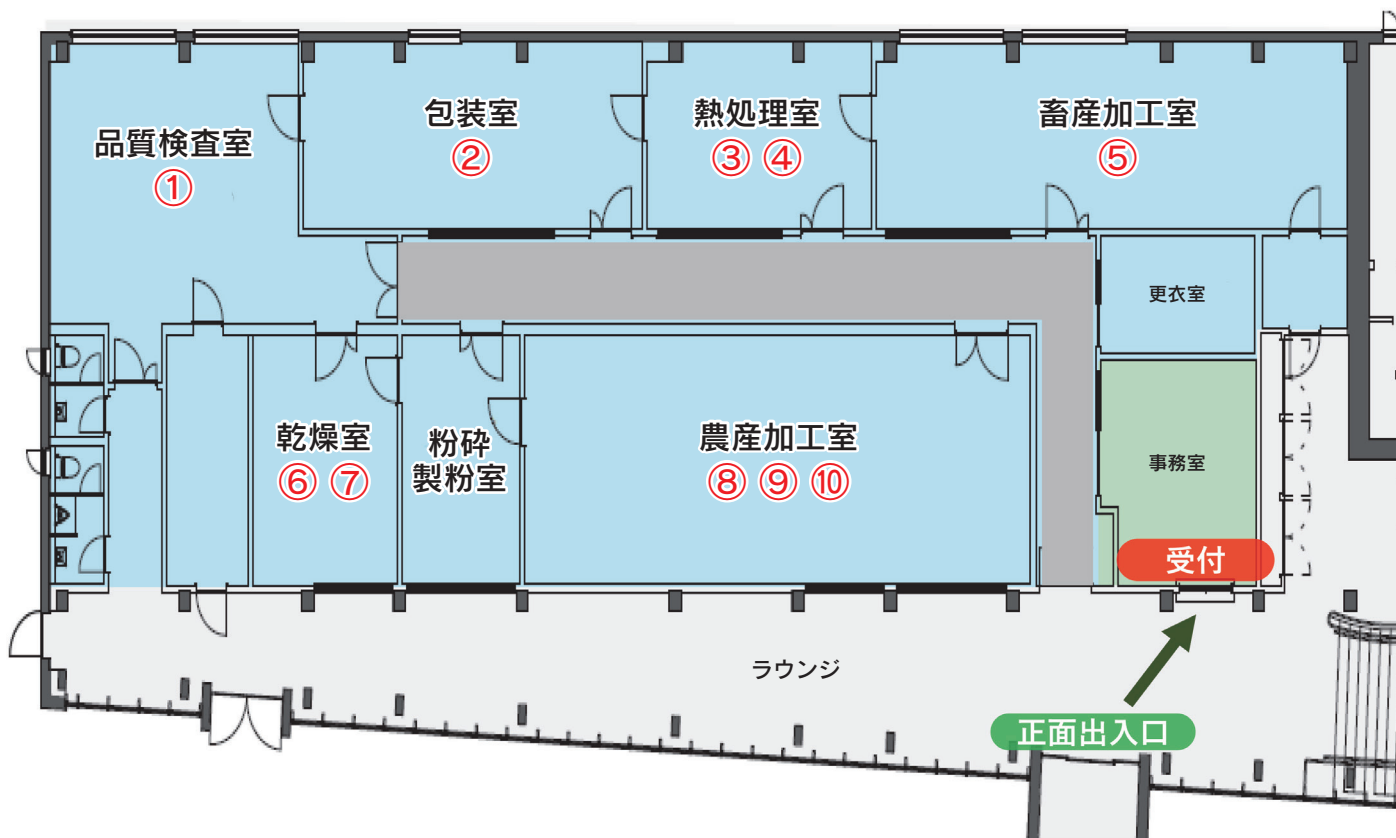 品質検査室
①
包装室
②
熱処理室
③ ④
畜産加工室
⑤
更衣室
乾燥室
⑥ ⑦
粉砕
製粉室
農産加工室
⑧ ⑨ ⑩
事務室
受付
ラウンジ
正面出入口